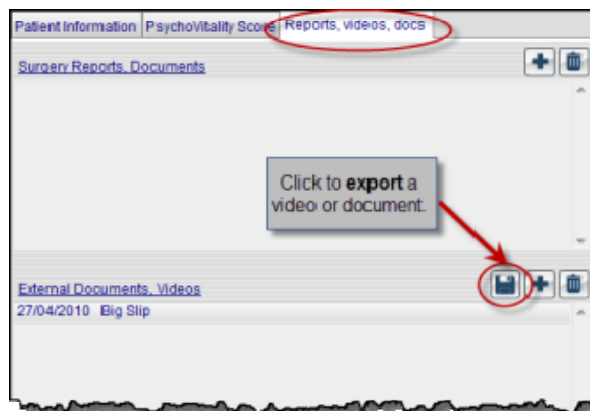 Patient Information PsychoVitality Score Reports, videos, docs
Surgery Reports, Documents
Click to export a
video or document.
External Documents, Videos
27/04/2010 Big Slip